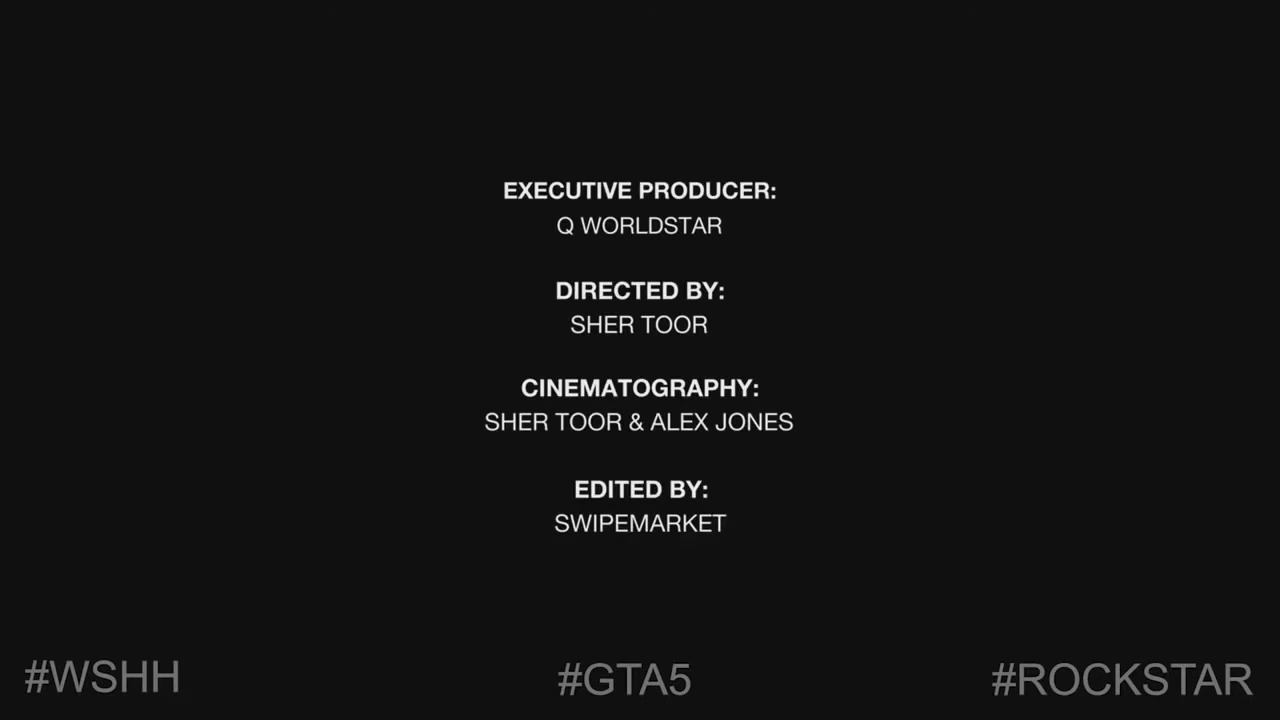 EXECUTIVE PRODUCER:
Q WORLDSTAR
DIRECTED BY:
SHER TOOR
CINEMATOGRAPHY:
SHER TOOR & ALEX JONES
EDITED BY:
SWIPEMARKET
#WSHH #GTA5 #ROCKSTAR